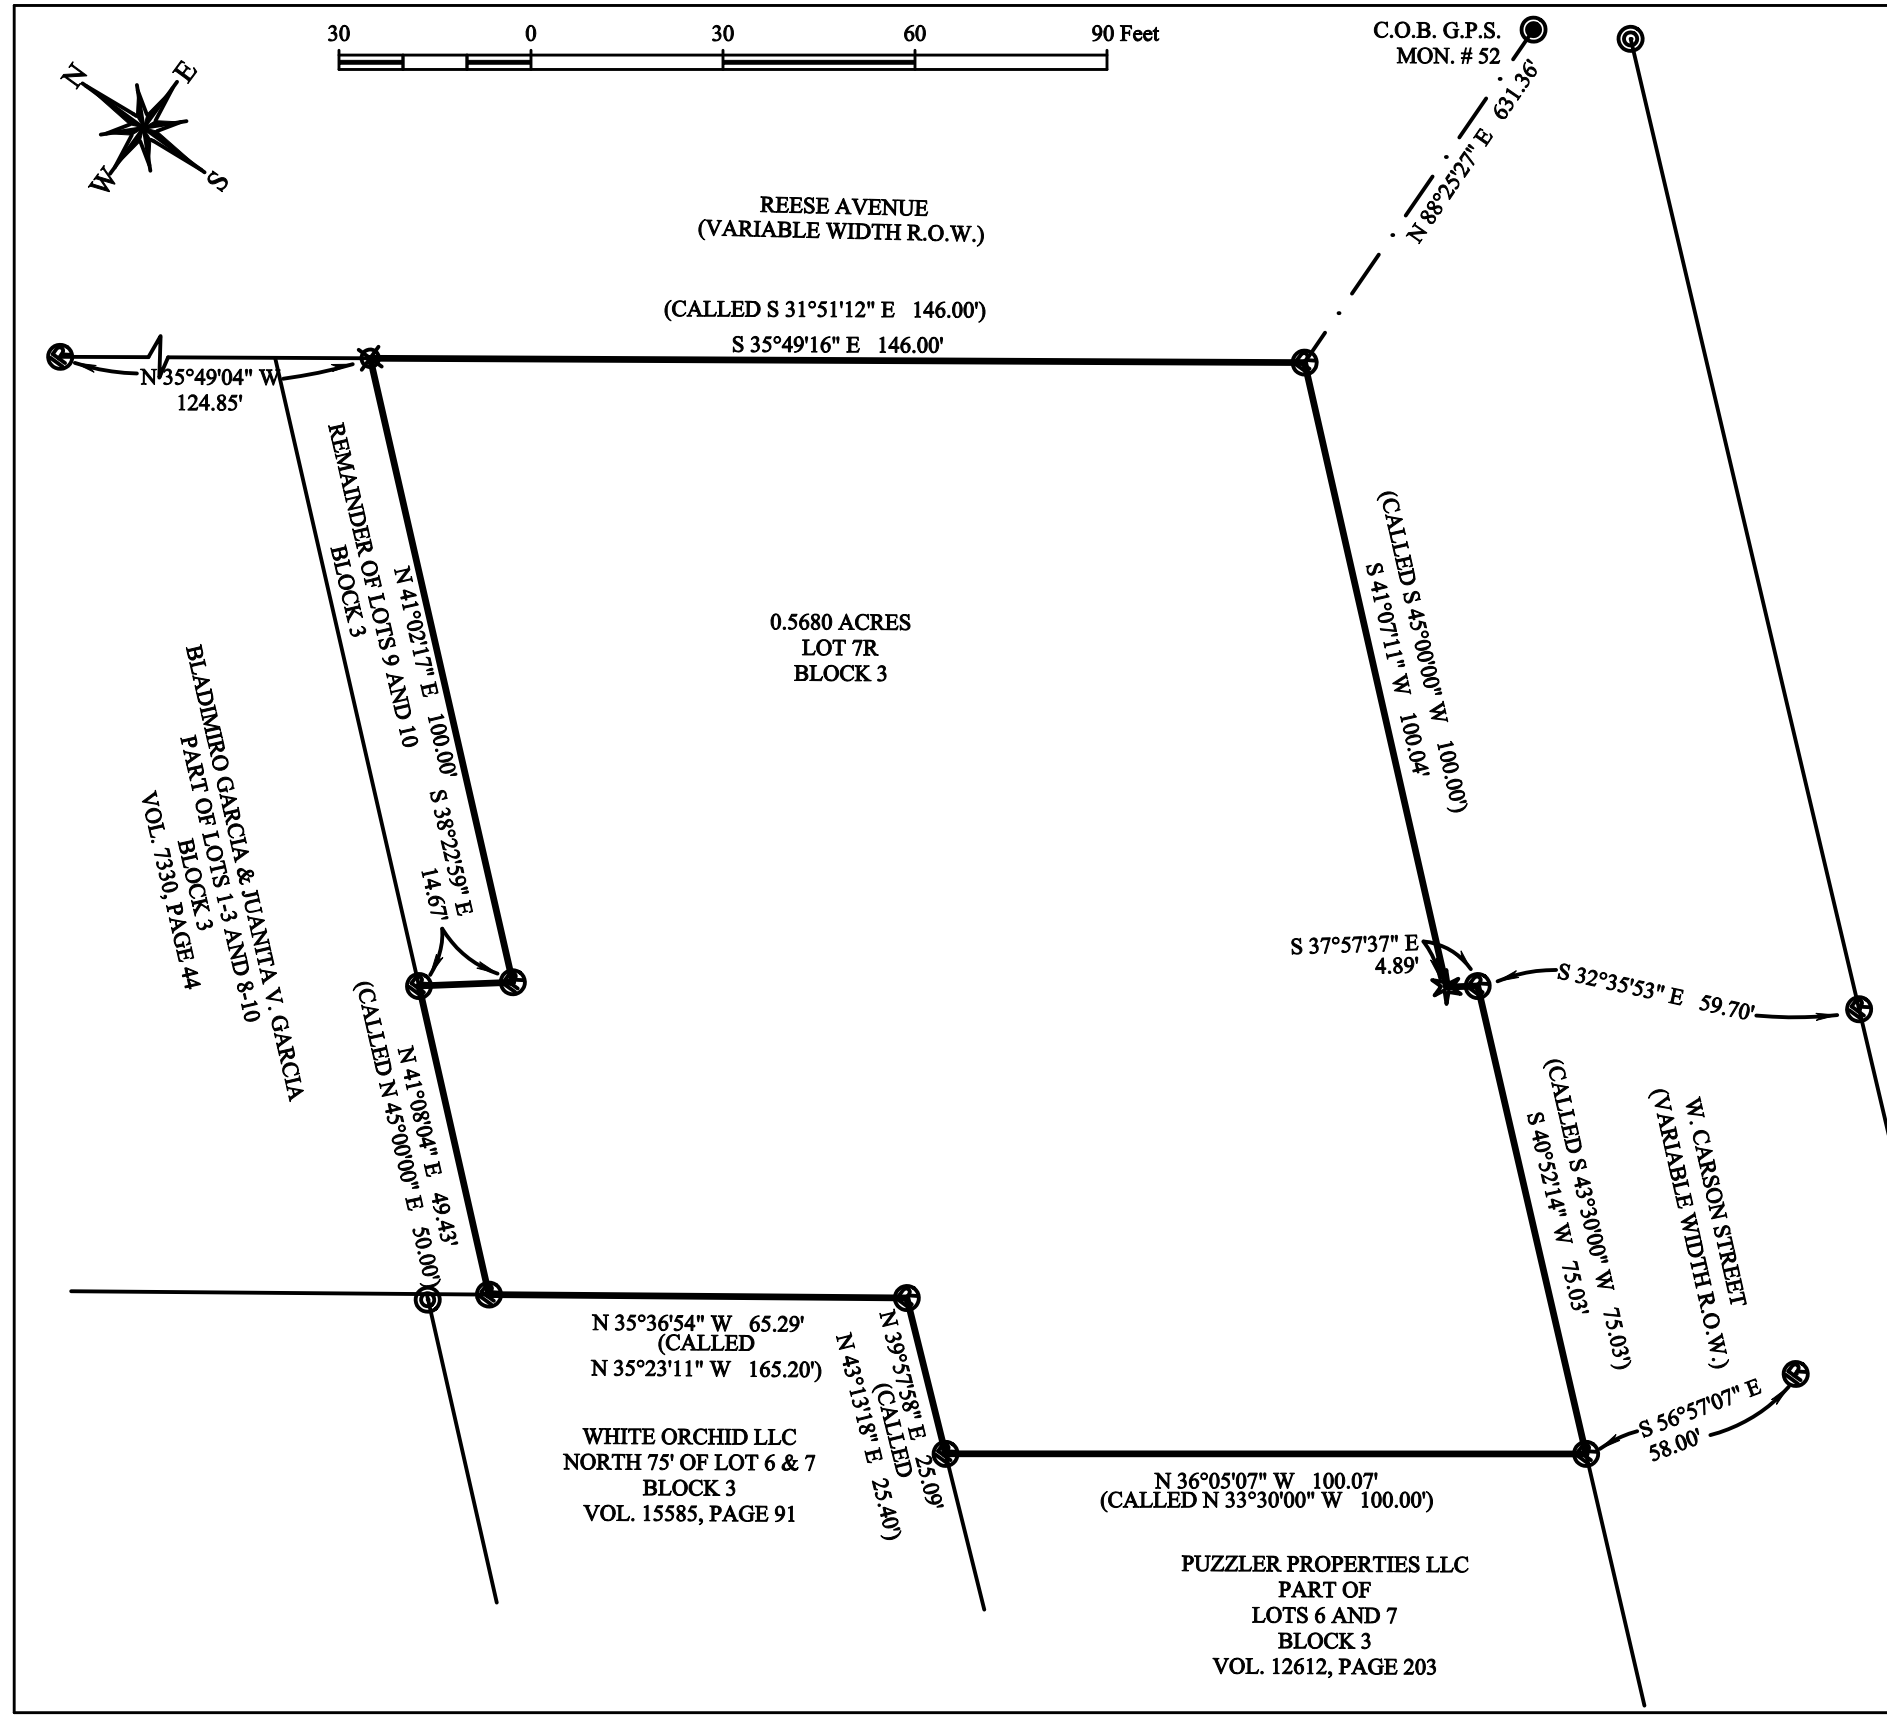 30 0 30 60 90 Feet
C.O.B. G.P.S.
MON. # 52
N E
W S
N 88°25'27" E 631.36'
REESE AVENUE
(VARIABLE WIDTH R.O.W.)
(CALLED S 31°51'12" E 146.00')
S 35°49'16" E 146.00'
N 35°49'04" W
124.85'
REMAINDER OF LOTS 9 AND 10
BLOCK 3
N 41°02'17" E 100.00'
0.5680 ACRES
LOT 7R
BLOCK 3
(CALLED S 45°00'00" W 100.00')
S 41°07'11" W 100.04'
BLADIMIRO GARCIA & JUANITA V. GARCIA
PART OF LOTS 1-3 AND 8-10
BLOCK 3
VOL. 7330, PAGE 44
S 38°22'59" E
14.67'
S 37°57'37" E
4.89'
S 32°35'53" E 59.70'
N 41°08'04" E 49.43'
(CALLED N 45°00'00" E 50.00')
(CALLED S 43°30'00" W 75.03')
S 40°52'14" W 75.03'
W. CARSON STREET
(VARIABLE WIDTH R.O.W.)
N 35°36'54" W 65.29'
(CALLED
N 35°23'11" W 165.20')
N 39°57'58" E 25.09'
(CALLED
N 43°13'18" E 25.40')
S 56°57'07" E
58.00'
WHITE ORCHID LLC
NORTH 75' OF LOT 6 & 7
BLOCK 3
VOL. 15585, PAGE 91
N 36°05'07" W 100.07'
(CALLED N 33°30'00" W 100.00')
PUZZLER PROPERTIES LLC
PART OF
LOTS 6 AND 7
BLOCK 3
VOL. 12612, PAGE 203